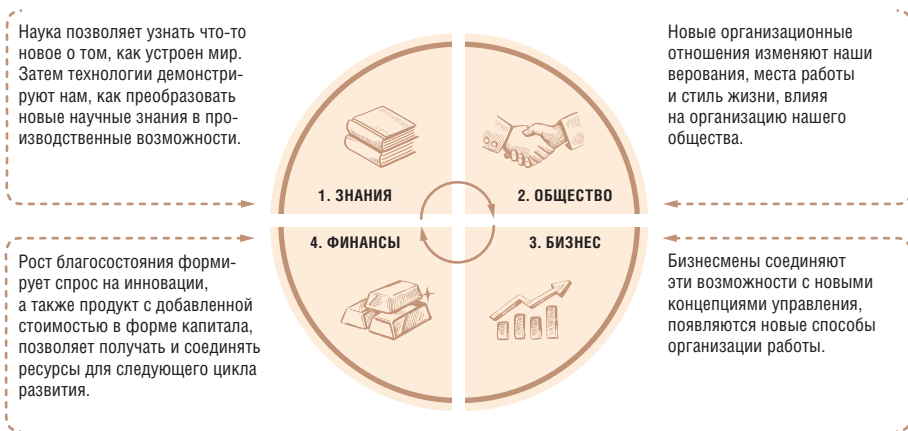 Наука позволяет узнать что-то
новое о том, как устроен мир.
Затем технологии демонстри-
руют нам, как преобразовать
новые научные знания в про-
изводственные возможности.
1. ЗНАНИЯ
2. ОБЩЕСТВО
Новые организационные
отношения изменяют наши
верования, места работы
и стиль жизни, влияя
на организацию нашего
общества.
4. ФИНАНСЫ
3. БИЗНЕС
Рост благосостояния форми-
рует спрос на инновации,
а также продукт с добавленной
стоимостью в форме капитала,
позволяет получать и соединять
ресурсы для следующего цикла
развития.
Бизнесмены соединяют
эти возможности с новыми
концепциями управления,
появляются новые способы
организации работы.